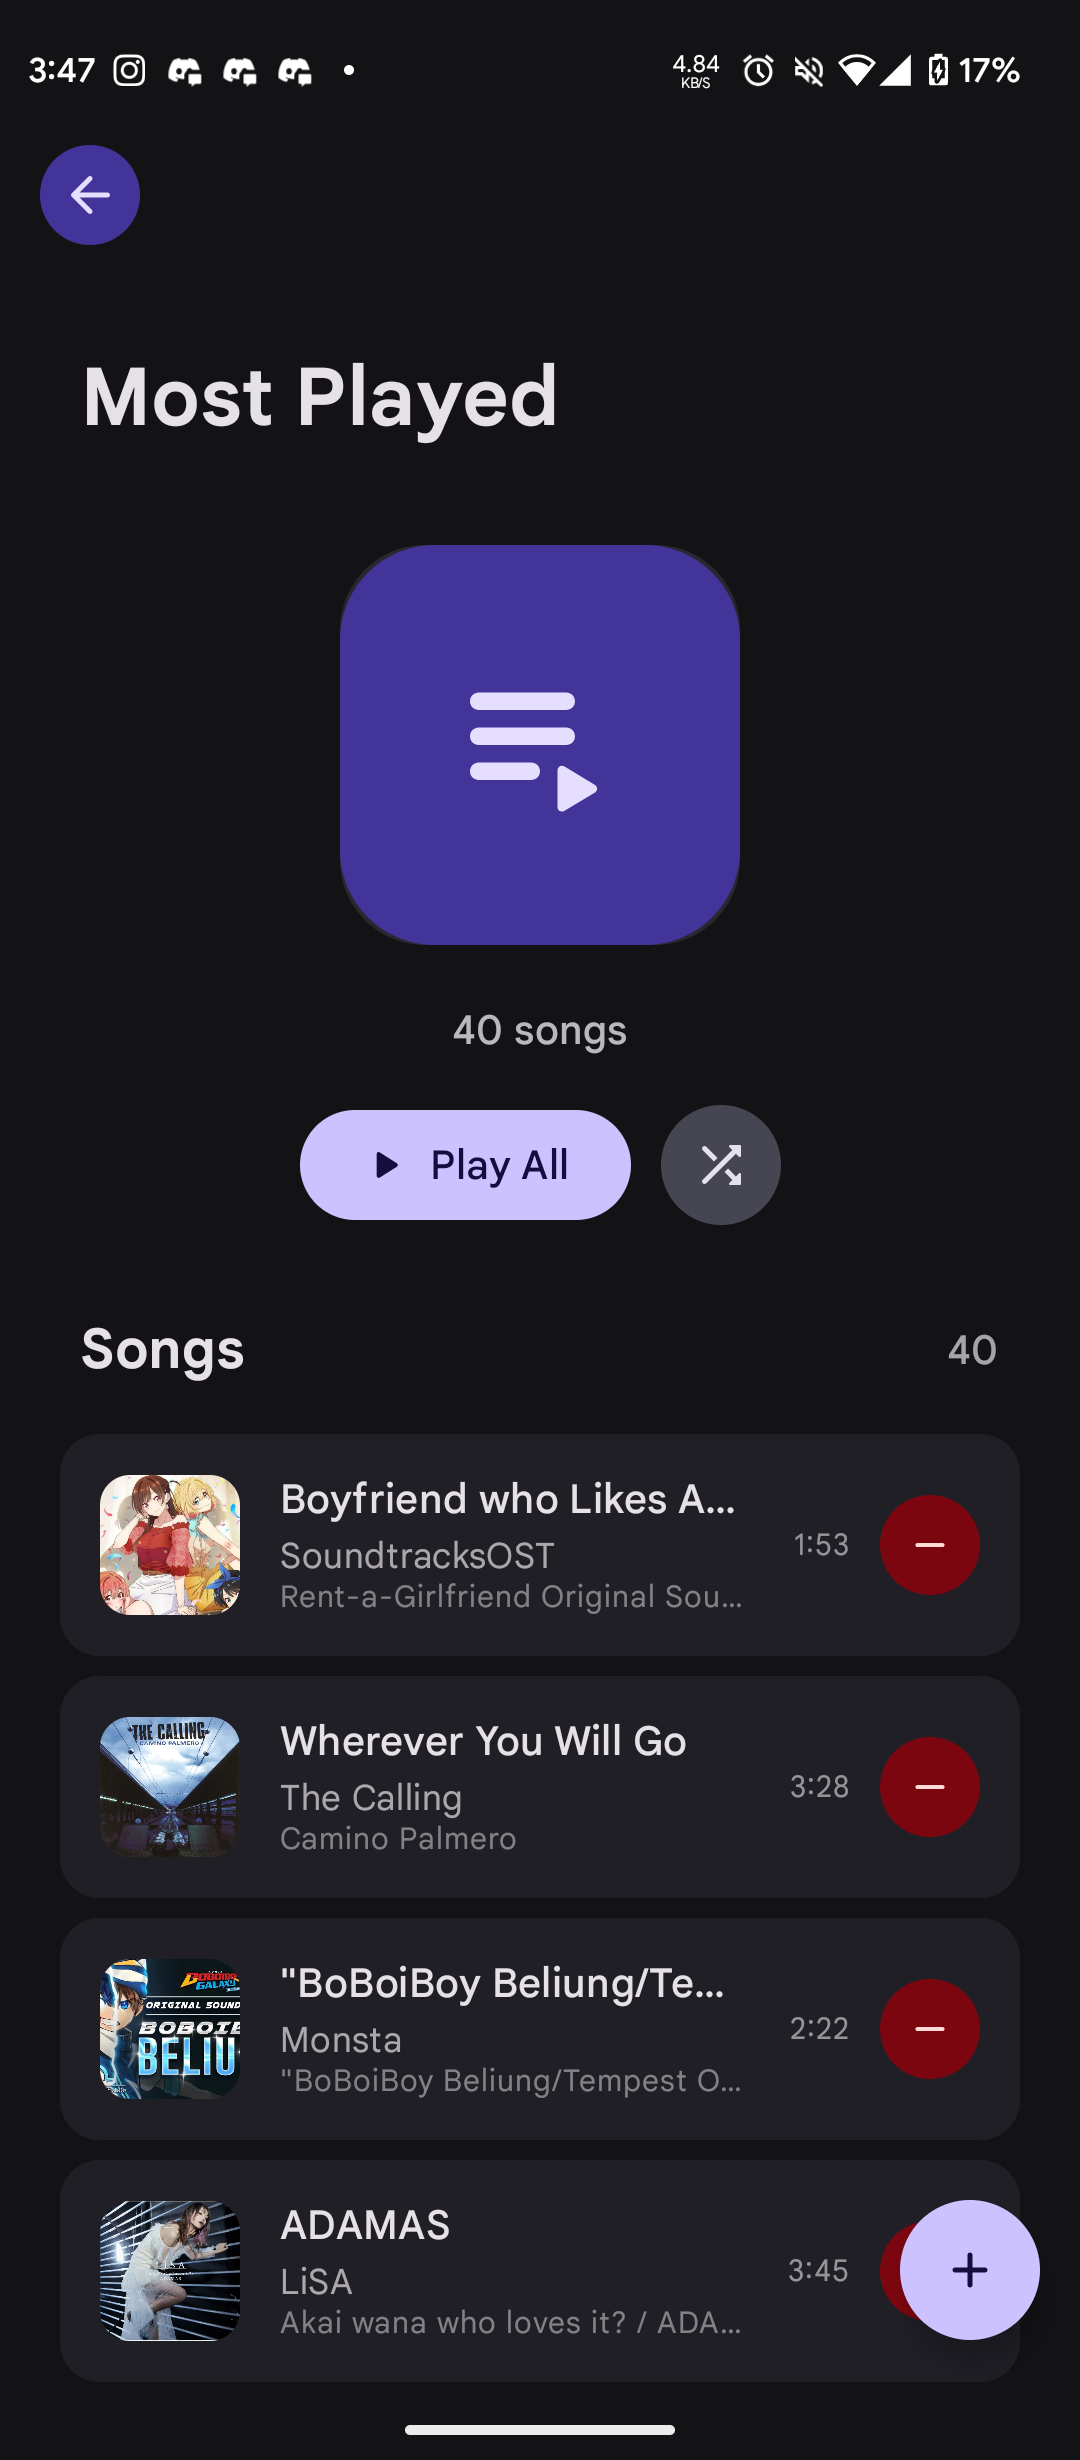 3:47
4.84
KB/S
17%
Most Played
40 songs
Play All
Songs
40
Boyfriend who Likes A...
SoundtracksOST
Rent-a-Girlfriend Original Sou...
1:53
THE CALLING
CAMINO PALMERO
Wherever You Will Go
The Calling
Camino Palmero
3:28
BOBOIBOY
GALAXY
ORIGINAL SOUND
BOBOIB
BELIU
"BoBoiBoy Beliung/Te...
Monsta
"BoBoiBoy Beliung/Tempest O...
2:22
LiSA
ADAMAS
LiSA
Akai wana who loves it? / ADA...
3:45